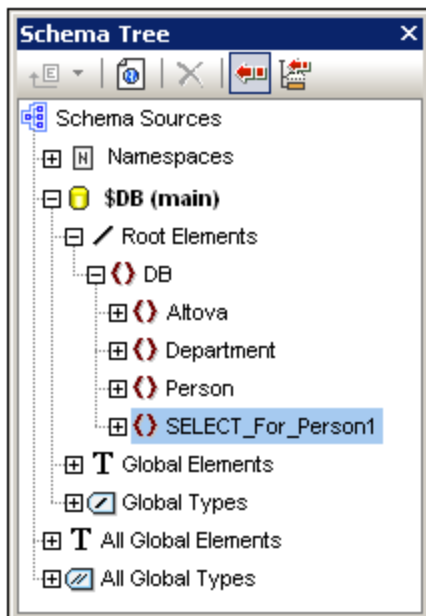 Schema Tree
Schema Sources
Namespaces
$DB (main)
Root Elements
DB
Altova
Department
Person
SELECT_For_Person1
Global Elements
Global Types
All Global Elements
All Global Types